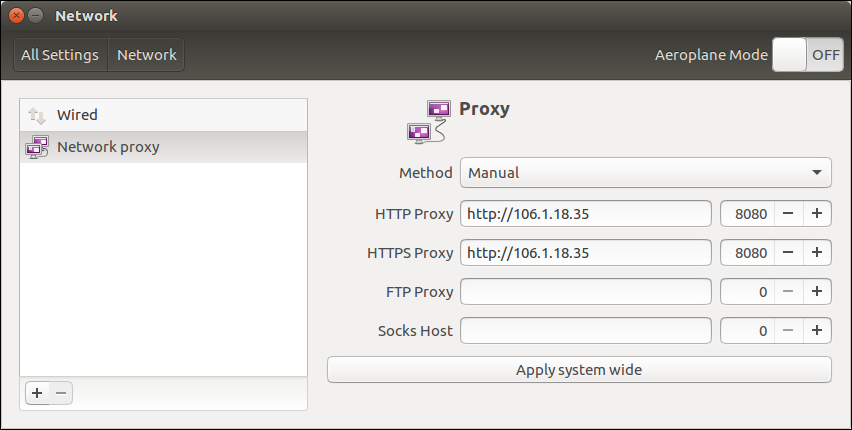 Network
All Settings Network Aeroplane Mode OFF
Wired
Network proxy
Proxy
Method Manual
HTTP Proxy http://106.1.18.35 8080 − +
HTTPS Proxy http://106.1.18.35 8080 − +
FTP Proxy 0 − +
Socks Host 0 − +
Apply system wide
+ −